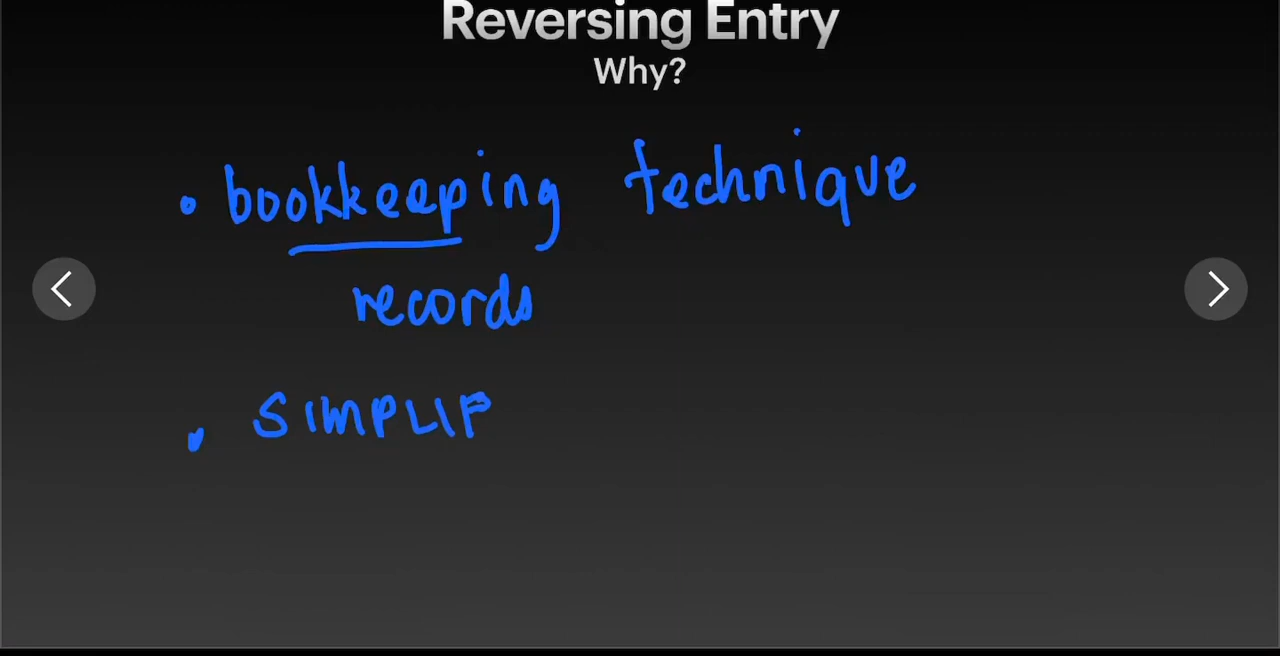 Reversing Entry
Why?
• bookkeeping technique
records
• SIMPLIF